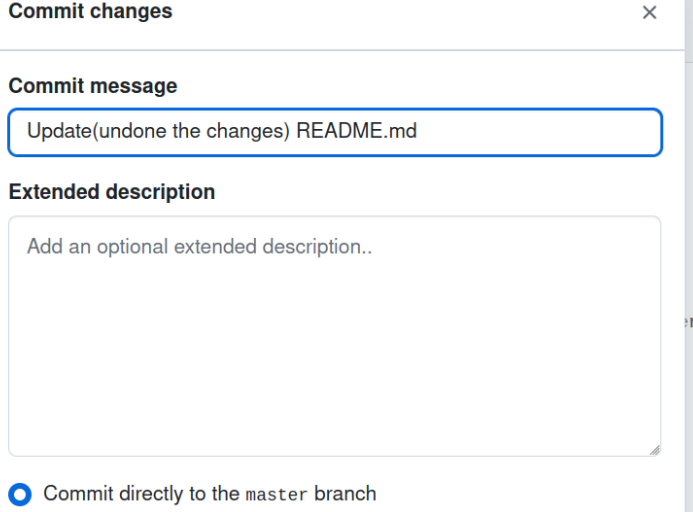 Commit changes
Commit message
Update(undone the changes) README.md
Extended description
Add an optional extended description..
Commit directly to the master branch